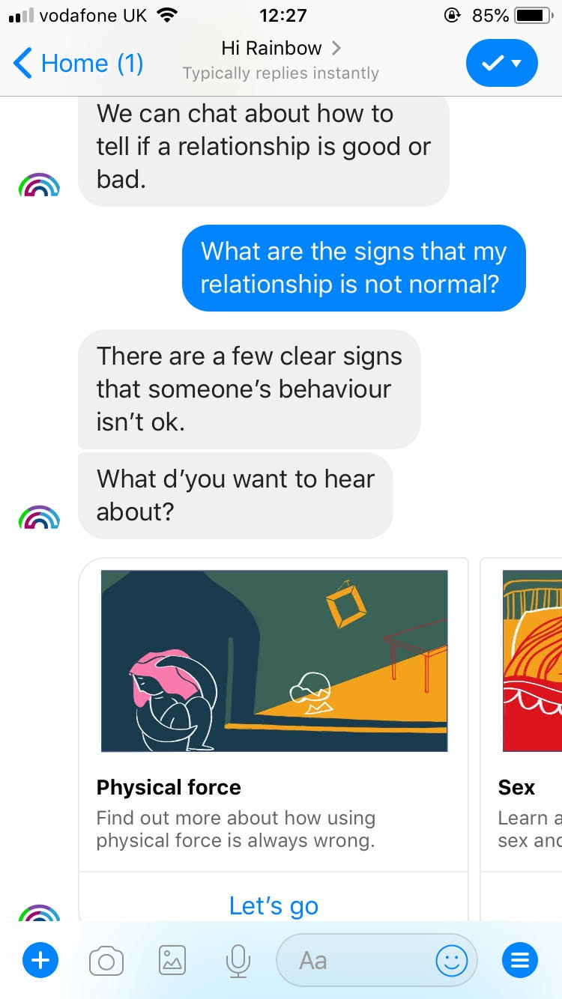 vodafone UK 12:27 85%
Home (1) Hi Rainbow
Typically replies instantly
We can chat about how to
tell if a relationship is good or
bad.
What are the signs that my
relationship is not normal?
There are a few clear signs
that someone’s behaviour
isn’t ok.
What d’you want to hear
about?
Physical force
Find out more about how using
physical force is always wrong.
Let’s go
Sex
Learn a
sex and
Aa